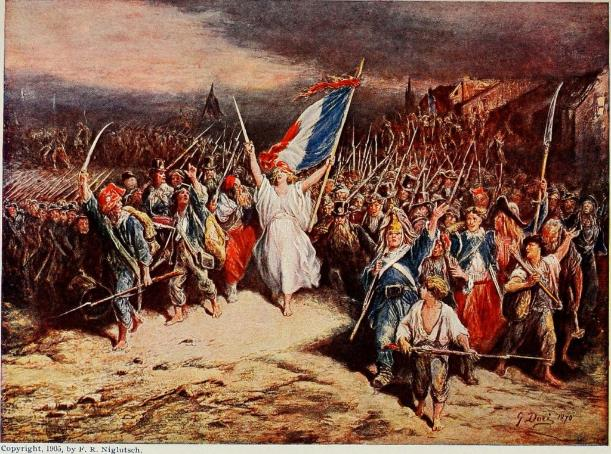 G Doré 1870
Copyright, 1905, by F. R. Niglutsch.